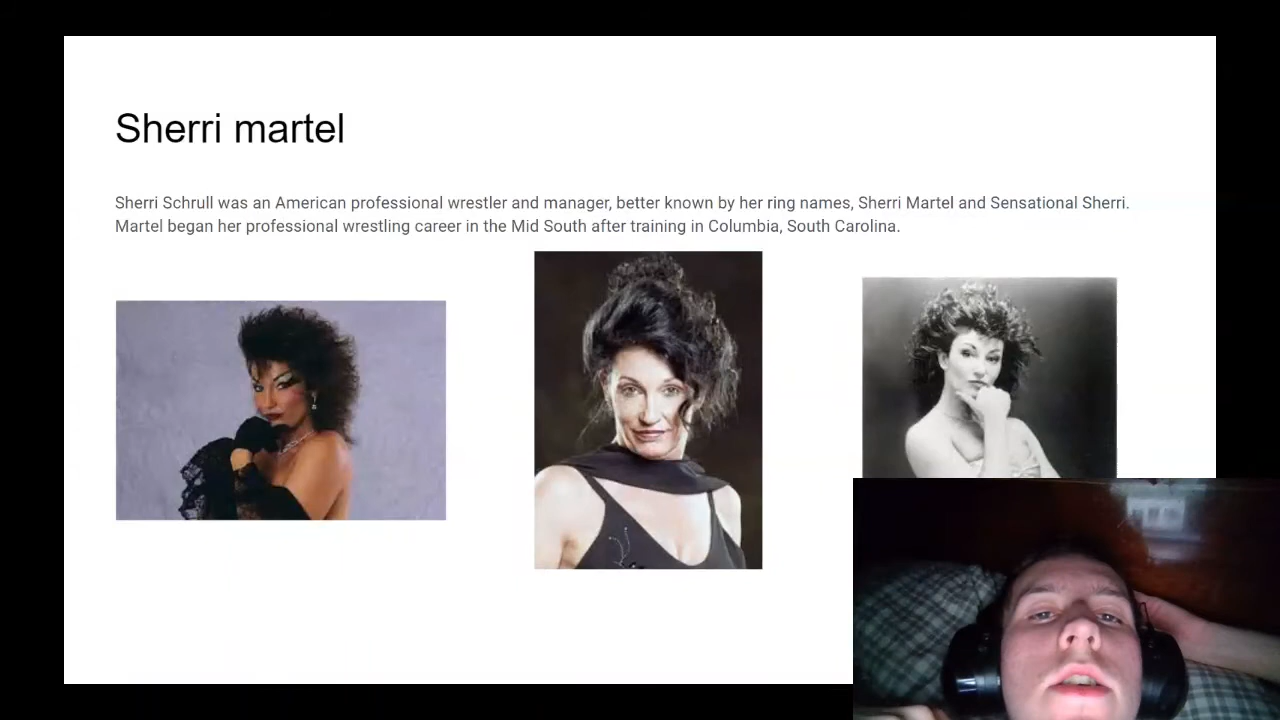 Sherri martel
Sherri Schrull was an American professional wrestler and manager, better known by her ring names, Sherri Martel and Sensational Sherri.
Martel began her professional wrestling career in the Mid South after training in Columbia, South Carolina.